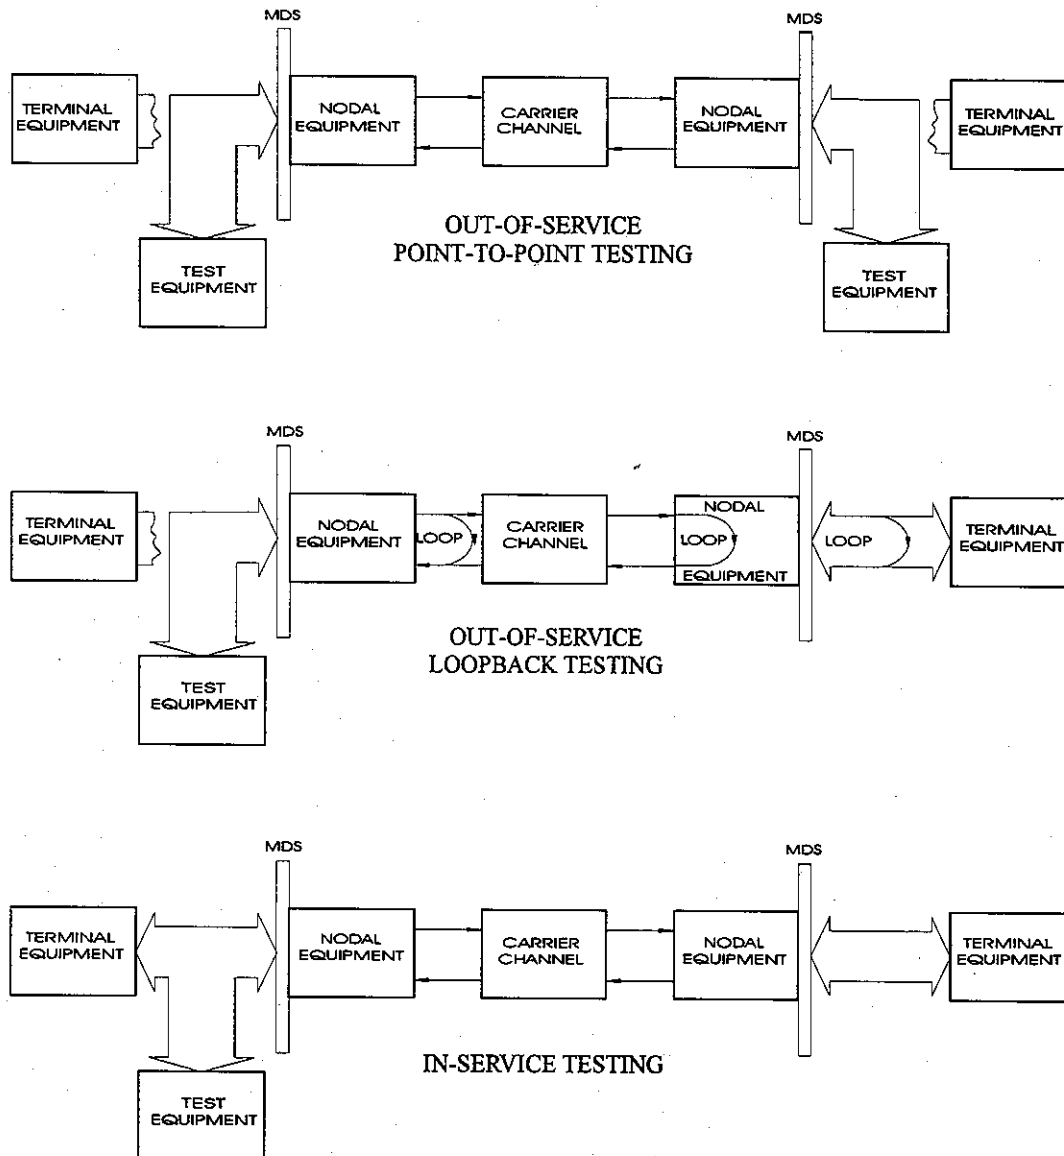 MDS
MDS
TERMINAL
EQUIPMENT
NODAL
EQUIPMENT
CARRIER
CHANNEL
NODAL
EQUIPMENT
TERMINAL
EQUIPMENT
OUT-OF-SERVICE
POINT-TO-POINT TESTING
TEST
EQUIPMENT
TEST
EQUIPMENT
MDS
MDS
TERMINAL
EQUIPMENT
NODAL
EQUIPMENT
LOOP
CARRIER
CHANNEL
NODAL
LOOP
EQUIPMENT
LOOP
TERMINAL
EQUIPMENT
OUT-OF-SERVICE
LOOPBACK TESTING
TEST
EQUIPMENT
MDS
MDS
TERMINAL
EQUIPMENT
NODAL
EQUIPMENT
CARRIER
CHANNEL
NODAL
EQUIPMENT
TERMINAL
EQUIPMENT
IN-SERVICE TESTING
TEST
EQUIPMENT